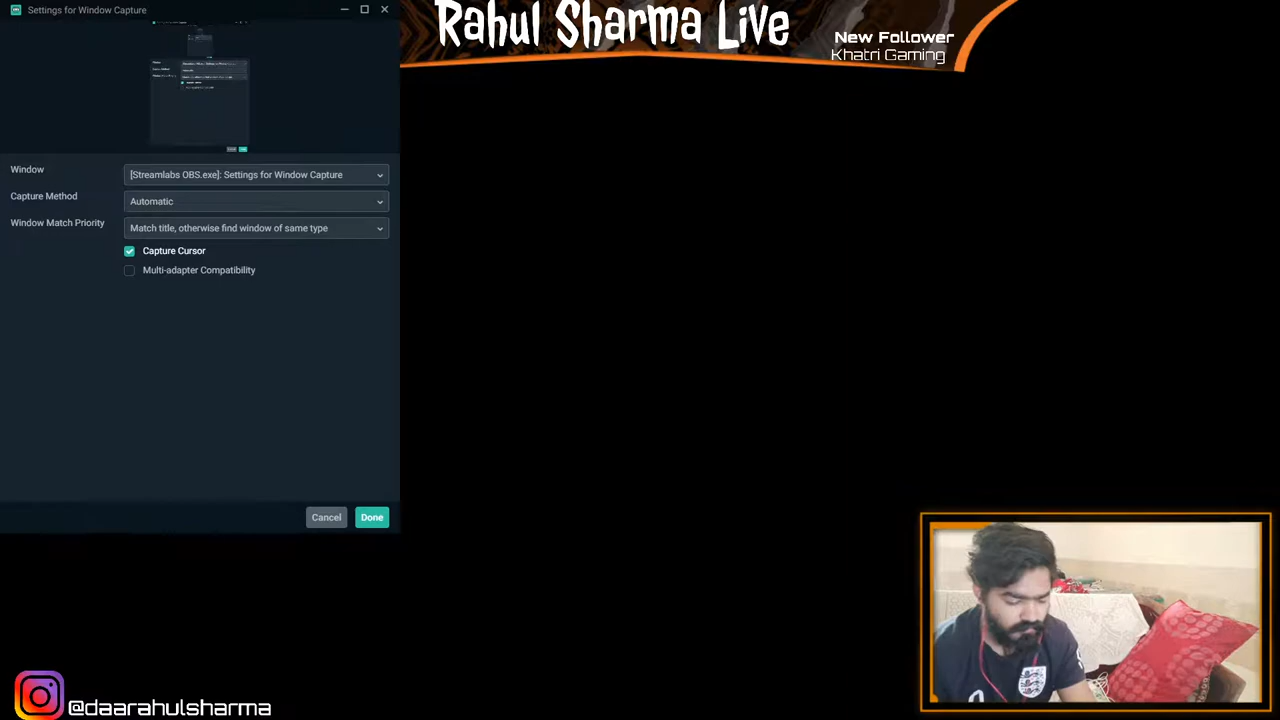 Settings for Window Capture
Rahul Sharma Live
New Follower
Khatri Gaming
Window
[Streamlabs OBS.exe]: Settings for Window Capture
Capture Method
Automatic
Window Match Priority
Match title, otherwise find window of same type
Capture Cursor
Multi-adapter Compatibility
Cancel
Done
@daarahulsharma